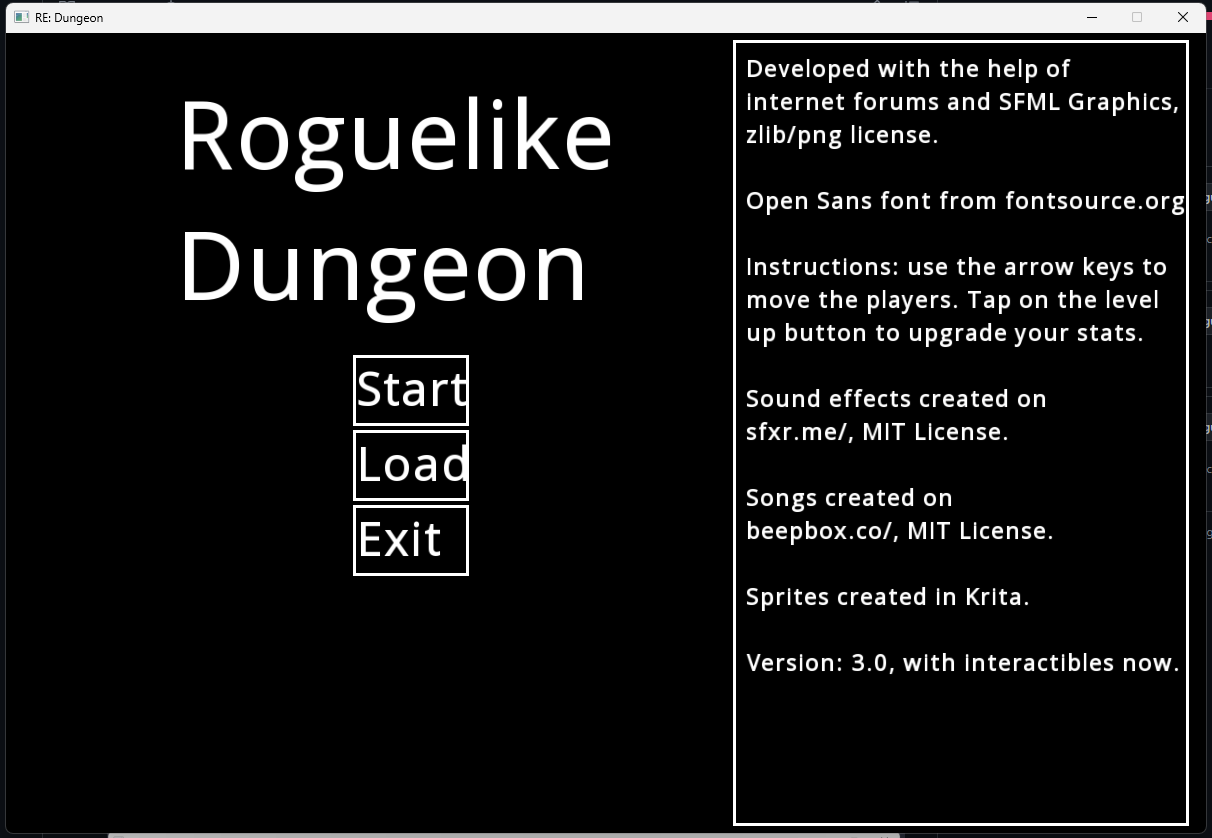 RE: Dungeon
Roguelike
Dungeon
Start
Load
Exit
Developed with the help of
internet forums and SFML Graphics,
zlib/png license.
Open Sans font from fontsource.org
Instructions: use the arrow keys to
move the players. Tap on the level
up button to upgrade your stats.
Sound effects created on
sfxr.me/, MIT License.
Songs created on
beepbox.co/, MIT License.
Sprites created in Krita.
Version: 3.0, with interactibles now.